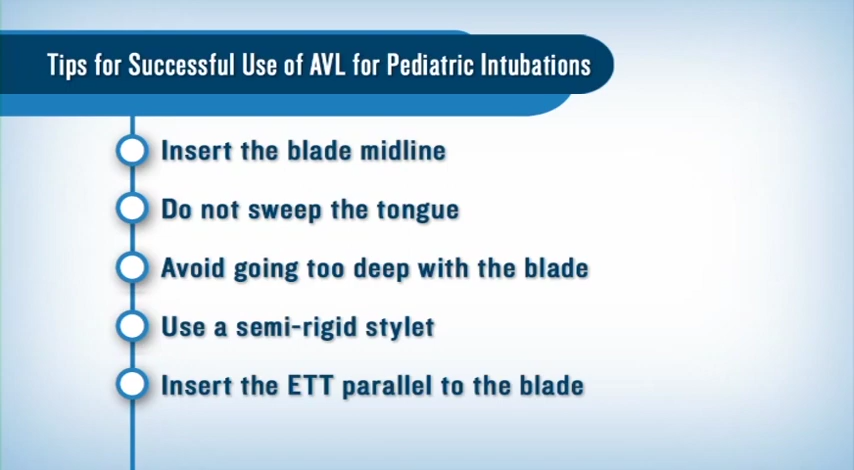 Tips for Successful Use of AVL for Pediatric Intubations
Insert the blade midline
Do not sweep the tongue
Avoid going too deep with the blade
Use a semi-rigid stylet
Insert the ETT parallel to the blade